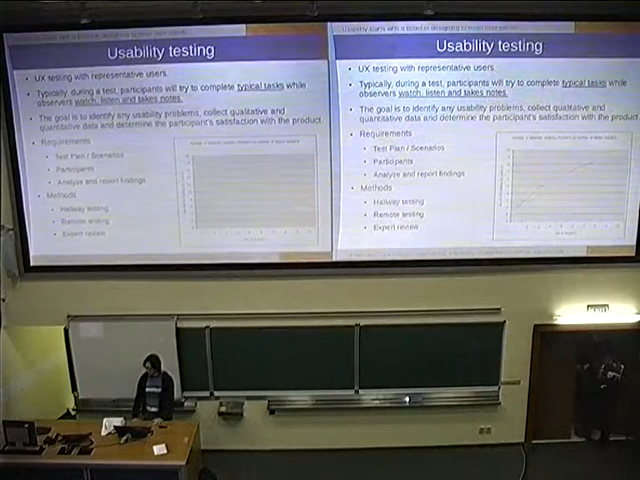 Usability testing
UX testing with representative users.
Typically, during a test, participants will try to complete typical tasks while
observers watch, listen and takes notes.
The goal is to identify any usability problems, collect qualitative and
quantitative data and determine the participant's satisfaction with the product
Requirements
Test Plan / Scenarios
Participants
Analyze and report findings
Methods
Hallway testing
Remote testing
Expert review
Usability testing
UX testing with representative users.
Typically, during a test, participants will try to complete typical tasks while
observers watch, listen and takes notes.
The goal is to identify any usability problems, collect qualitative and
quantitative data and determine the participant's satisfaction with the product
Requirements
Test Plan / Scenarios
Participants
Analyze and report findings
Methods
Hallway testing
Remote testing
Expert review